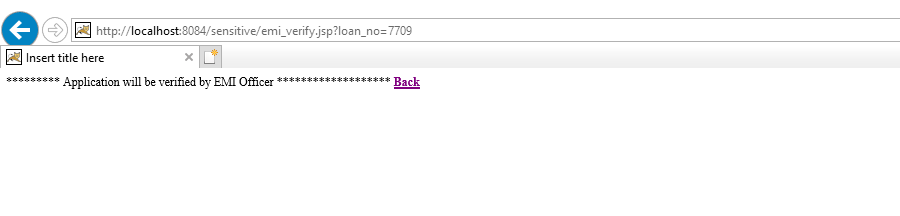 http://localhost:8084/sensitive/emi_verify.jsp?loan_no=7709
Insert title here
********* Application will be verified by EMI Officer ******************* Back